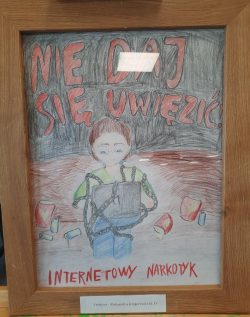 NIE DAJ
SIĘ UWIĘZIĆ!
INTERNETOWY NARKOTYK